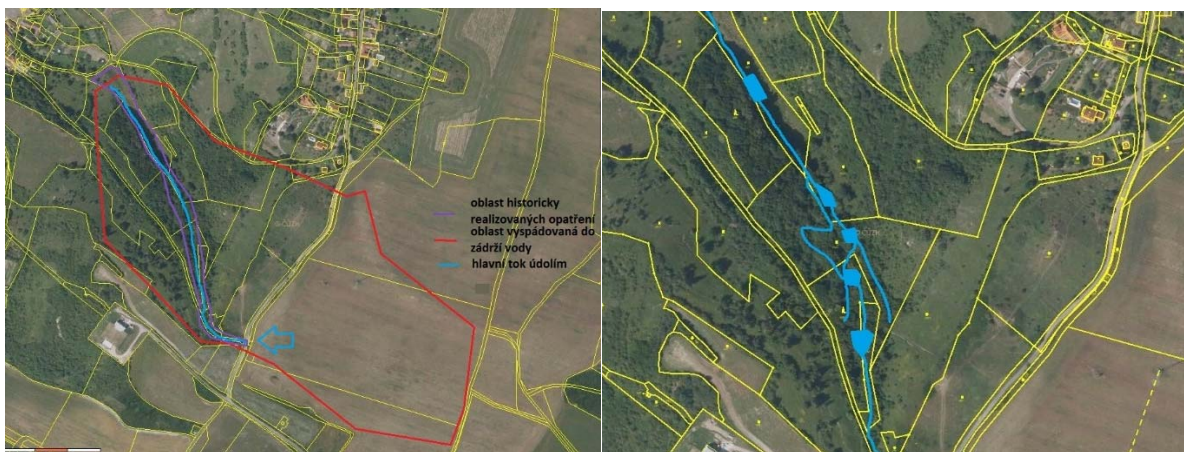 oblast historicky
realizovaných opatření
oblast vyspádovaná do
zádrží vody
hlavní tok údolím